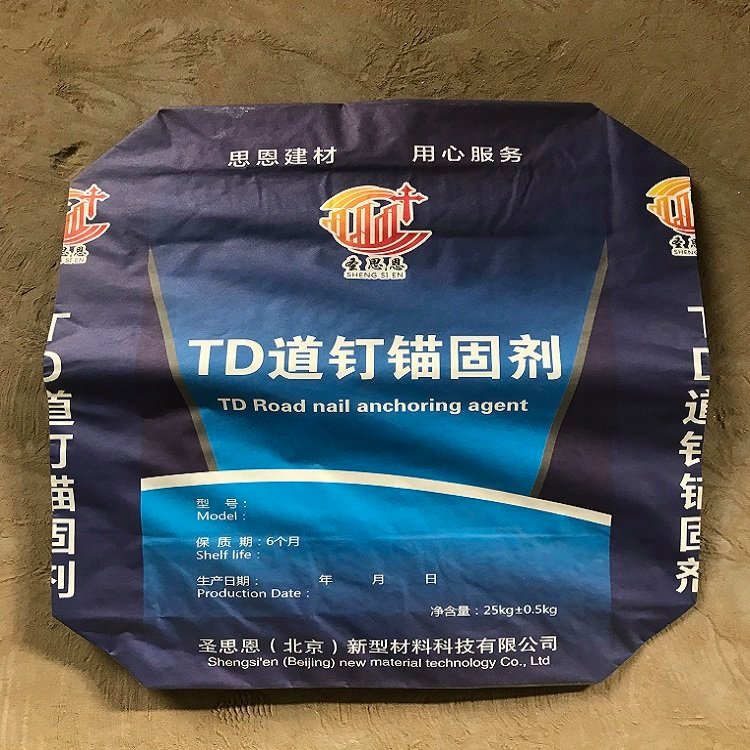 思恩建材 用心服务
圣思恩
SHENG SI EN
TD道钉锚固剂
TD Road nail anchoring agent
型 号：
Model：
保 质 期：6个月
Shelf life：
生产日期： 年 月 日
Production Date：
净含量：25kg±0.5kg
圣思恩（北京）新型材料科技有限公司
Shengsi'en (Beijing) new material technology Co., Ltd
TD道钉锚固剂
圣思
SHENG
TD道钉锚固剂